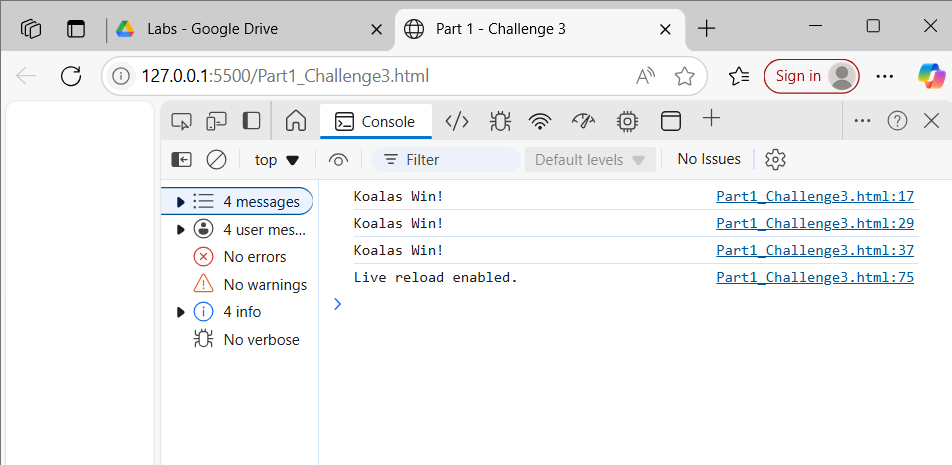 Labs - Google Drive
Part 1 - Challenge 3
127.0.0.1:5500/Part1_Challenge3.html
Sign in
Console
top
Filter
Default levels
No Issues
4 messages
4 user mes...
No errors
No warnings
4 info
No verbose
Koalas Win! Part1_Challenge3.html:17
Koalas Win! Part1_Challenge3.html:29
Koalas Win! Part1_Challenge3.html:37
Live reload enabled. Part1_Challenge3.html:75